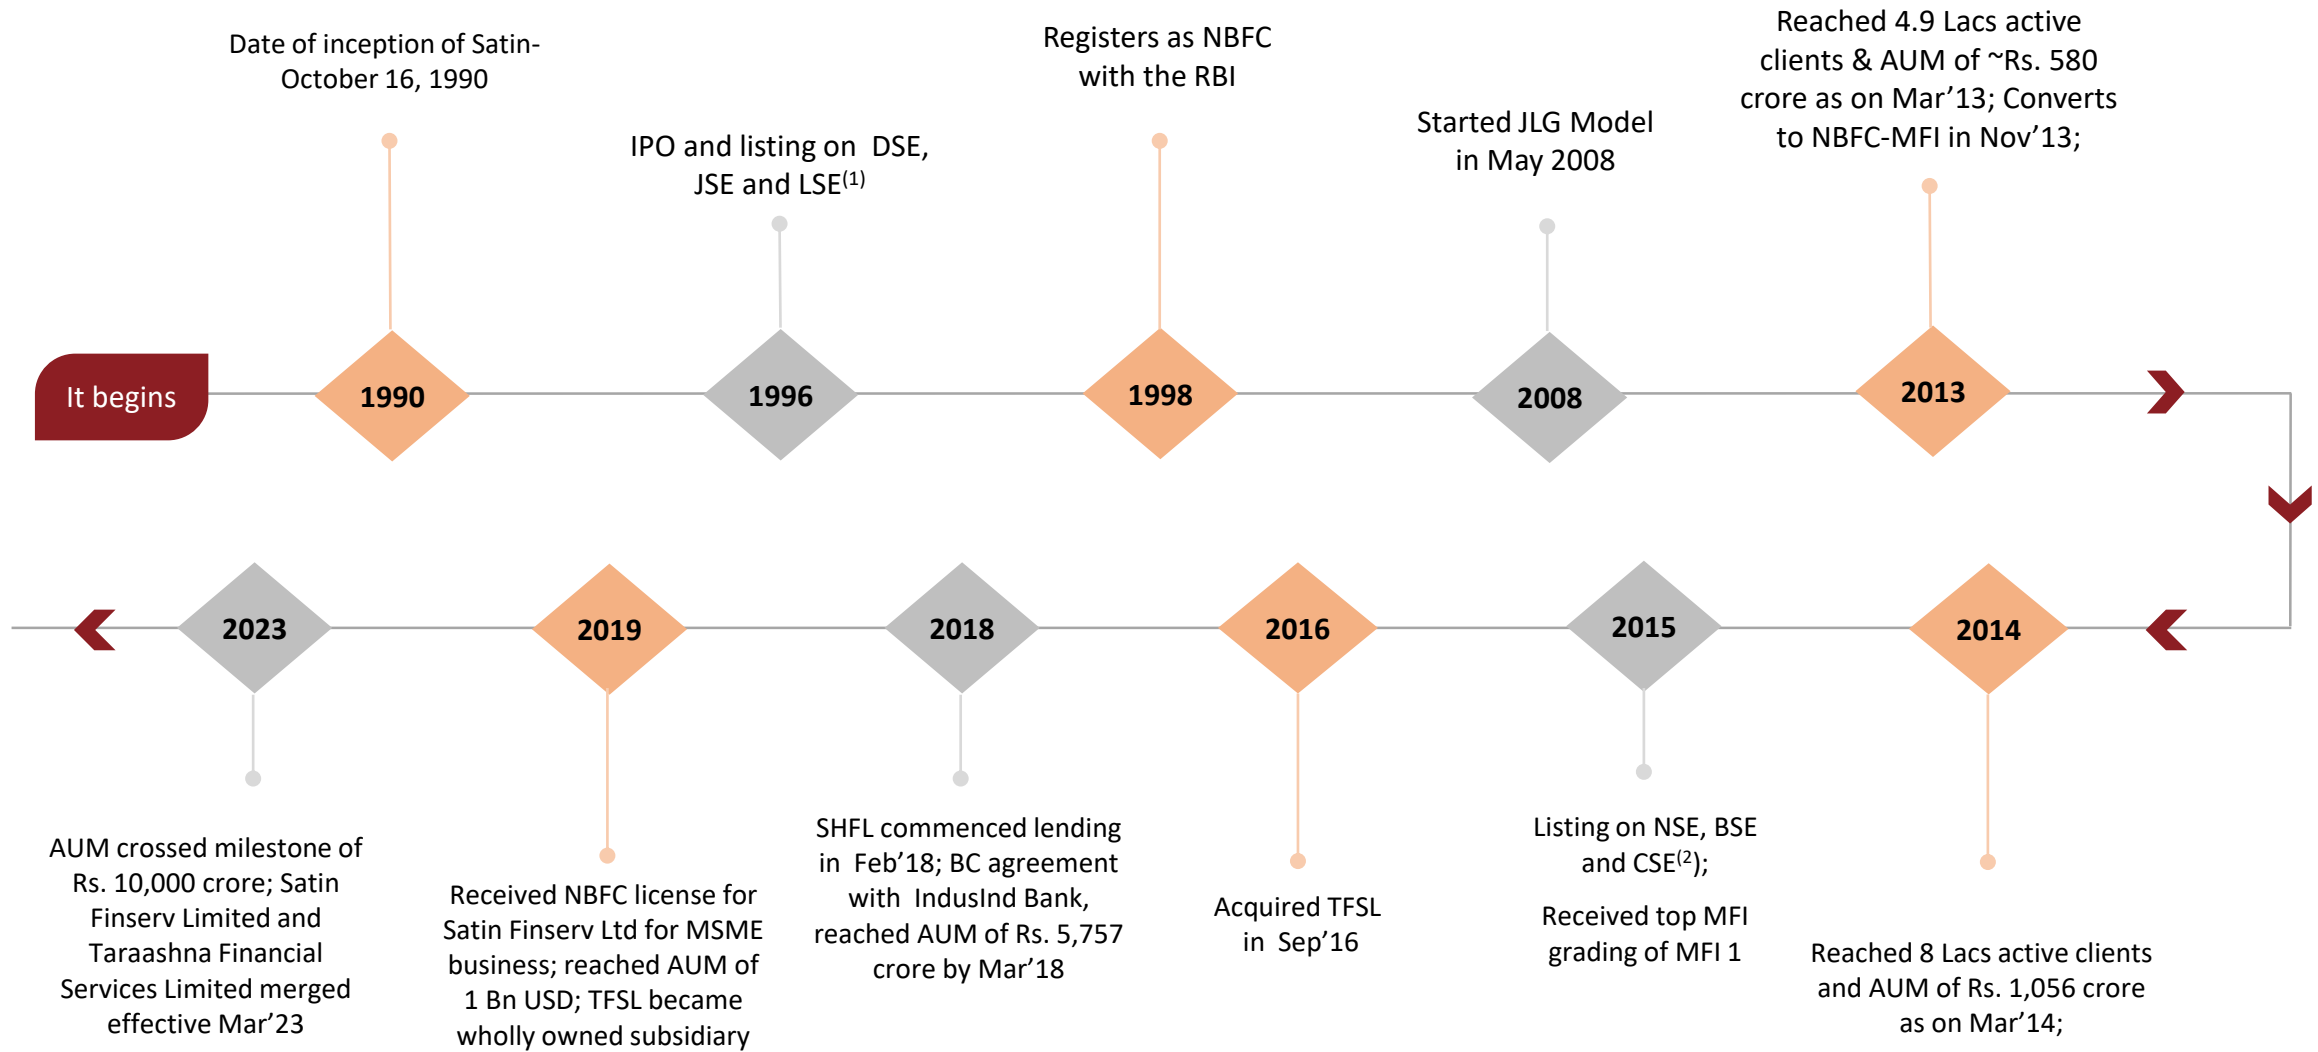 Date of inception of Satin-
October 16, 1990
IPO and listing on DSE,
JSE and LSE(1)
Registers as NBFC
with the RBI
Started JLG Model
in May 2008
Reached 4.9 Lacs active
clients & AUM of ~Rs. 580
crore as on Mar’13; Converts
to NBFC-MFI in Nov’13;
It begins
1990
1996
1998
2008
2013
2023
2019
2018
2016
2015
2014
AUM crossed milestone of
Rs. 10,000 crore; Satin
Finserv Limited and
Taraashna Financial
Services Limited merged
effective Mar’23
Received NBFC license for
Satin Finserv Ltd for MSME
business; reached AUM of
1 Bn USD; TFSL became
wholly owned subsidiary
SHFL commenced lending
in Feb’18; BC agreement
with IndusInd Bank,
reached AUM of Rs. 5,757
crore by Mar’18
Acquired TFSL
in Sep’16
Listing on NSE, BSE
and CSE(2);
Received top MFI
grading of MFI 1
Reached 8 Lacs active clients
and AUM of Rs. 1,056 crore
as on Mar’14;